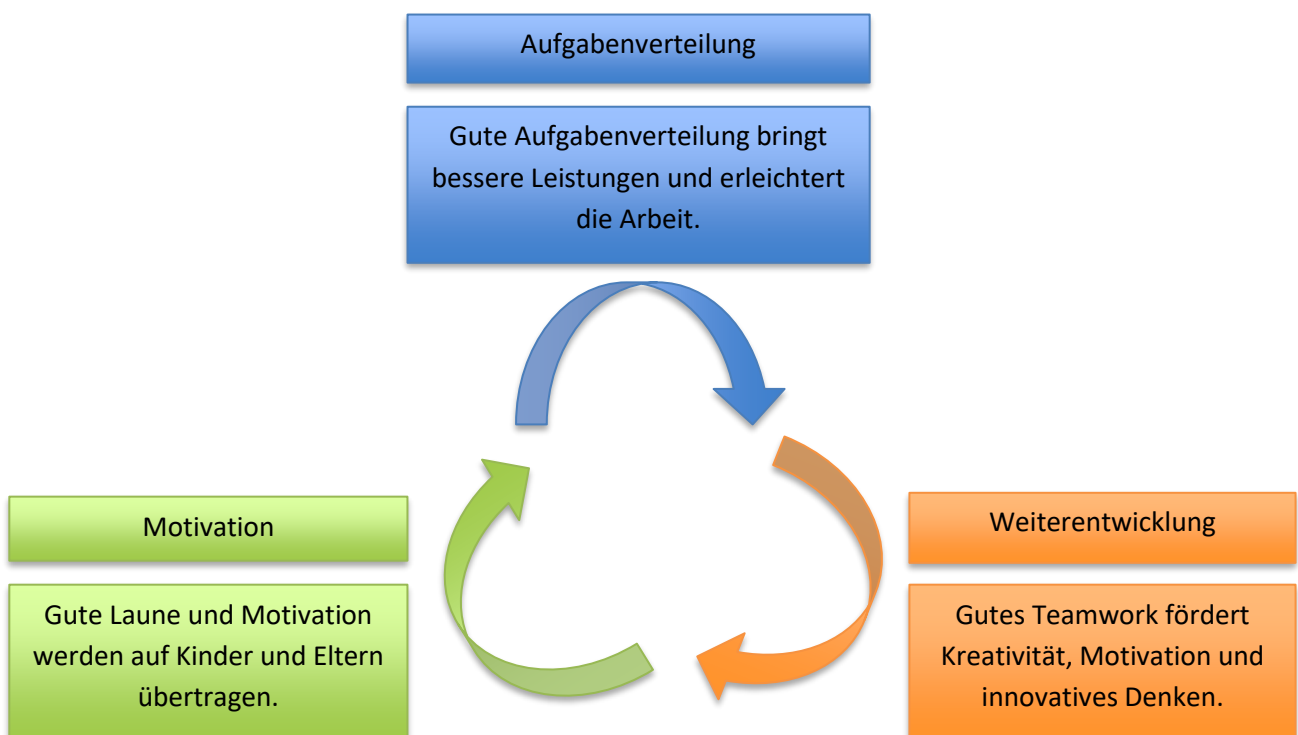 Aufgabenverteilung
Gute Aufgabenverteilung bringt
bessere Leistungen und erleichtert
die Arbeit.
Motivation
Gute Laune und Motivation
werden auf Kinder und Eltern
übertragen.
Weiterentwicklung
Gutes Teamwork fördert
Kreativität, Motivation und
innovatives Denken.